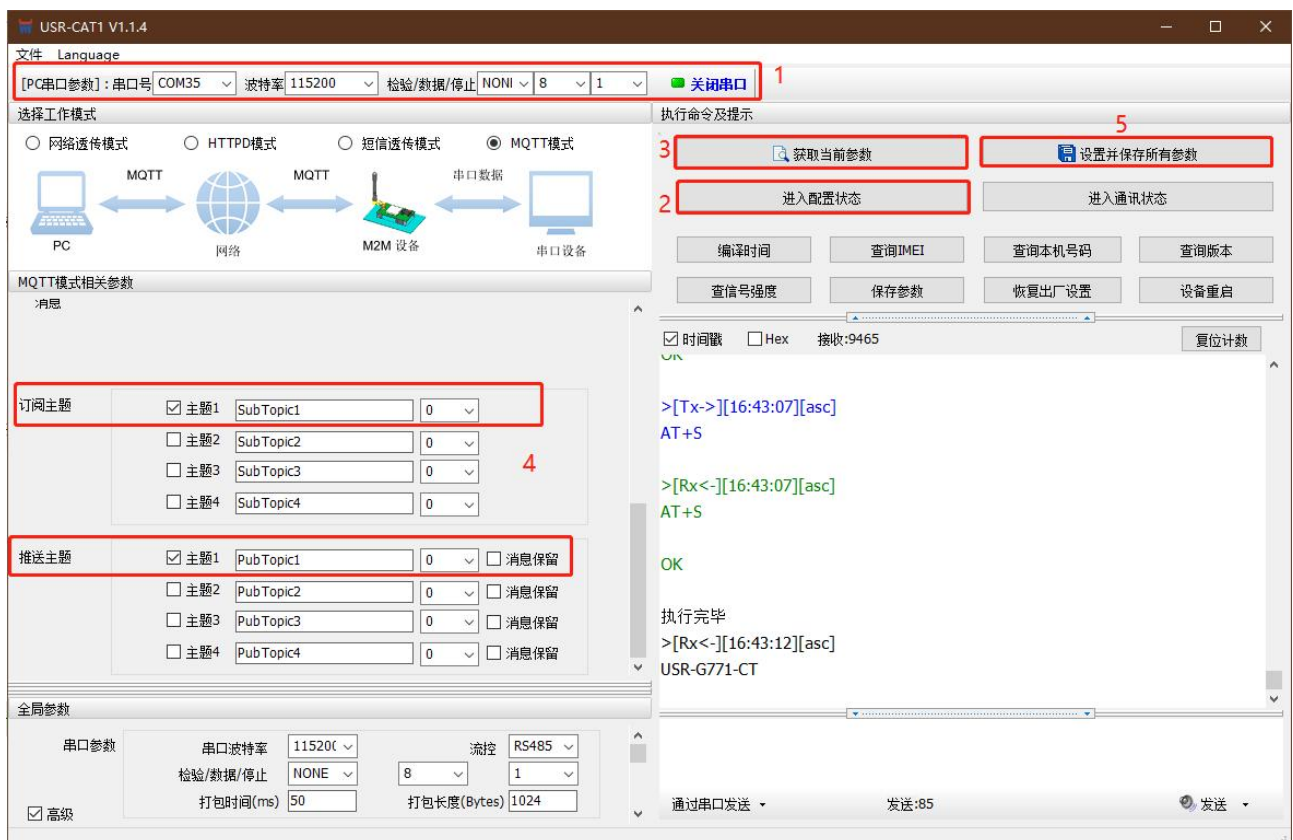 USR-CAT1 V1.1.4
文件 Language
[PC串口参数]：串口号 COM35 波特率 115200 检验/数据/停止 NONI 8 1 关闭串口 1
选择工作模式
网络透传模式 HTTPD模式 短信透传模式 MQTT模式
MQTT MQTT 串口数据
PC 网络 M2M 设备 串口设备
MQTT模式相关参数
消息
订阅主题 主题1 SubTopic1 0
主题2 SubTopic2 0
主题3 SubTopic3 0
主题4 SubTopic4 0
4
推送主题 主题1 PubTopic1 0 消息保留
主题2 PubTopic2 0 消息保留
主题3 PubTopic3 0 消息保留
主题4 PubTopic4 0 消息保留
全局参数
串口参数 串口波特率 11520( 流控 RS485
检验/数据/停止 NONE 8 1
打包时间(ms) 50 打包长度(Bytes) 1024
高级
执行命令及提示
5
3 获取当前参数 设置并保存所有参数
2 进入配置状态 进入通讯状态
编译时间 查询IMEI 查询本机号码 查询版本
查信号强度 保存参数 恢复出厂设置 设备重启
时间戳 Hex 接收:9465 复位计数
OK
>[Tx->][16:43:07][asc]
AT+S
>[Rx<-][16:43:07][asc]
AT+S
OK
执行完毕
>[Rx<-][16:43:12][asc]
USR-G771-CT
通过串口发送 发送:85 发送